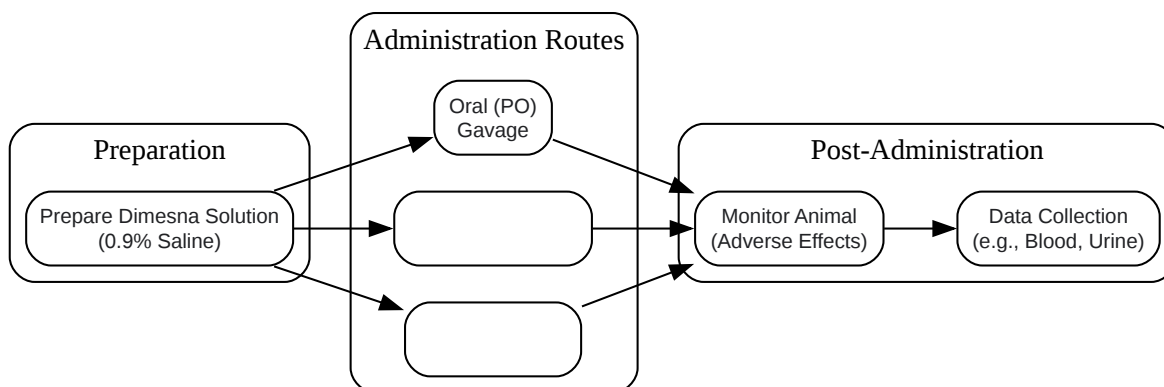 Administration Routes
Oral (PO)
Gavage
Preparation
Prepare Dimesna Solution
(0.9% Saline)
Post-Administration
Monitor Animal
(Adverse Effects)
Data Collection
(e.g., Blood, Urine)